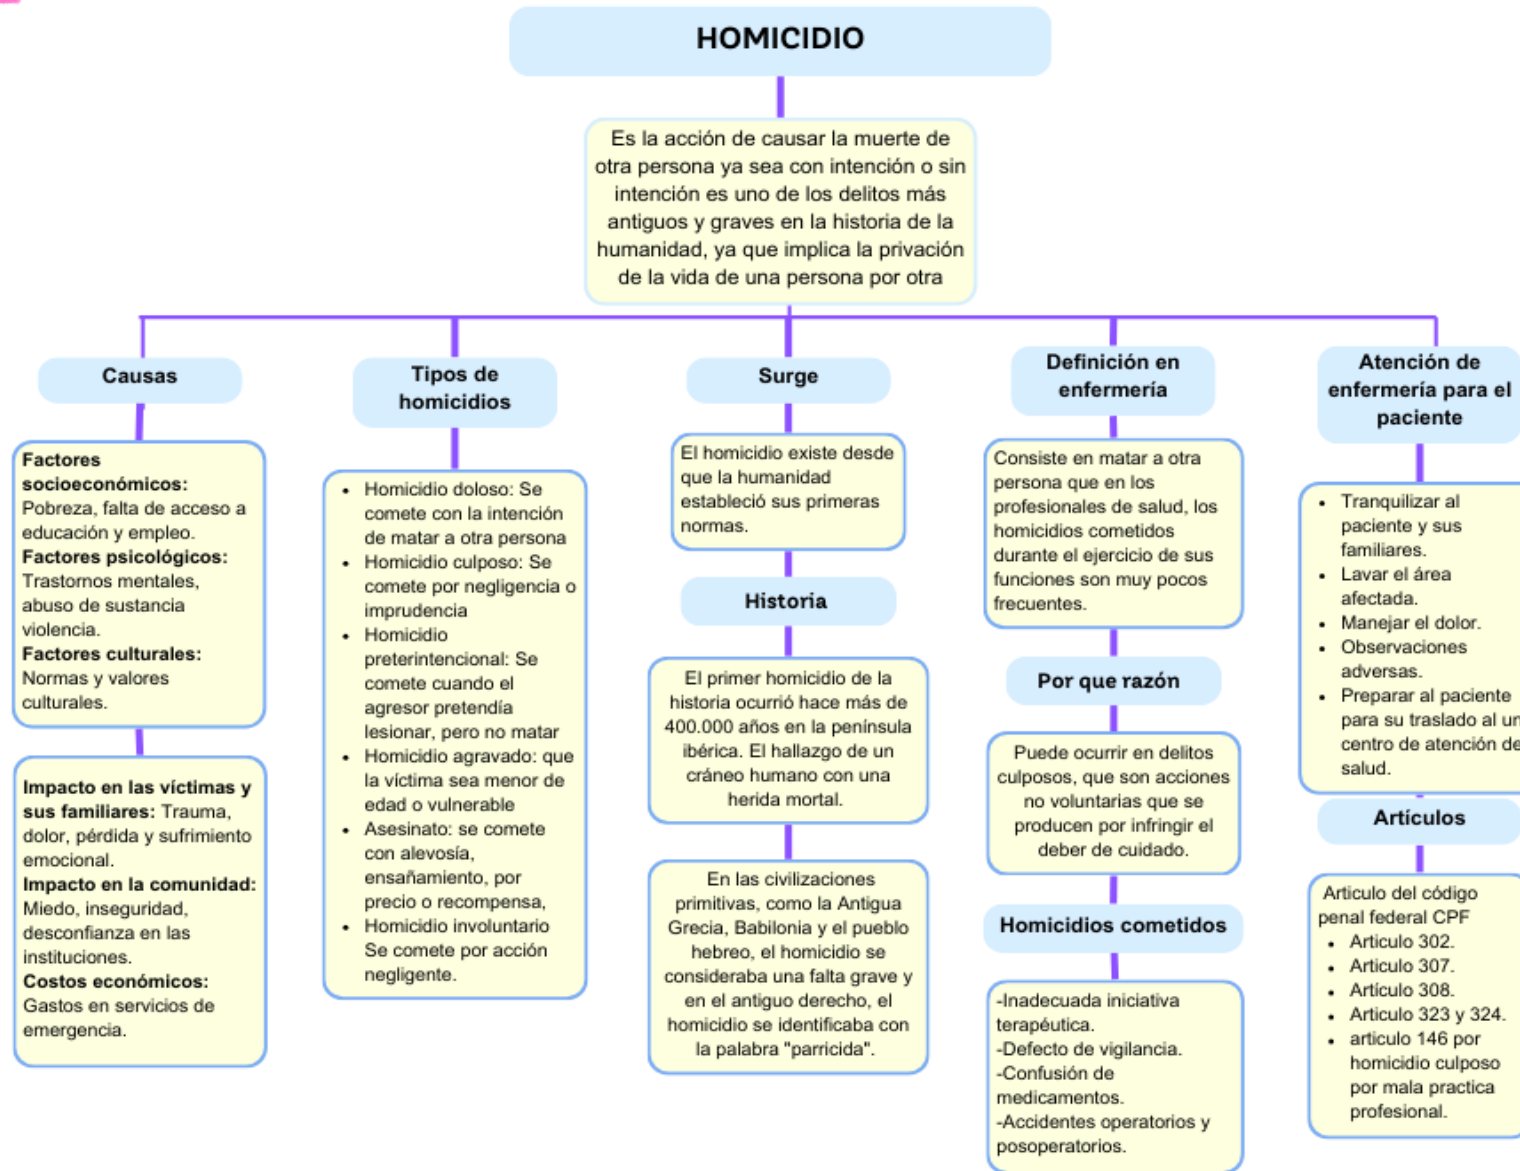 HOMICIDIO
Es la acción de causar la muerte de
otra persona ya sea con intención o sin
intención es uno de los delitos más
antiguos y graves en la historia de la
humanidad, ya que implica la privación
de la vida de una persona por otra
Causas
Factores
socioeconómicos:
Pobreza, falta de acceso a
educación y empleo.
Factores psicológicos:
Trastornos mentales,
abuso de sustancia
violencia.
Factores culturales:
Normas y valores
culturales.
Impacto en las víctimas y
sus familiares: Trauma,
dolor, pérdida y sufrimiento
emocional.
Impacto en la comunidad:
Miedo, inseguridad,
desconfianza en las
instituciones.
Costos económicos:
Gastos en servicios de
emergencia.
Tipos de
homicidios
• Homicidio doloso: Se
comete con la intención
de matar a otra persona
• Homicidio culposo: Se
comete por negligencia o
imprudencia
• Homicidio
preterintencional: Se
comete cuando el
agresor pretendía
lesionar, pero no matar
• Homicidio agravado: que
la víctima sea menor de
edad o vulnerable
• Asesinato: se comete
con alevosía,
ensañamiento, por
precio o recompensa,
• Homicidio involuntario
Se comete por acción
negligente.
Surge
El homicidio existe desde
que la humanidad
estableció sus primeras
normas.
Historia
El primer homicidio de la
historia ocurrió hace más de
400.000 años en la península
ibérica. El hallazgo de un
cráneo humano con una
herida mortal.
En las civilizaciones
primitivas, como la Antigua
Grecia, Babilonia y el pueblo
hebreo, el homicidio se
consideraba una falta grave y
en el antiguo derecho, el
homicidio se identificaba con
la palabra "parricida".
Definición en
enfermería
Consiste en matar a otra
persona que en los
profesionales de salud, los
homicidios cometidos
durante el ejercicio de sus
funciones son muy pocos
frecuentes.
Por que razón
Puede ocurrir en delitos
culposos, que son acciones
no voluntarias que se
producen por infringir el
deber de cuidado.
Homicidios cometidos
-Inadecuada iniciativa
terapéutica.
-Defecto de vigilancia.
-Confusión de
medicamentos.
-Accidentes operatorios y
posoperatorios.
Atención de
enfermería para el
paciente
• Tranquilizar al
paciente y sus
familiares.
• Lavar el área
afectada.
• Manejar el dolor.
• Observaciones
adversas.
• Preparar al paciente
para su traslado al un
centro de atención de
salud.
Artículos
Articulo del código
penal federal CPF
• Articulo 302.
• Articulo 307.
• Artículo 308.
• Articulo 323 y 324.
• articulo 146 por
homicidio culposo
por mala practica
profesional.